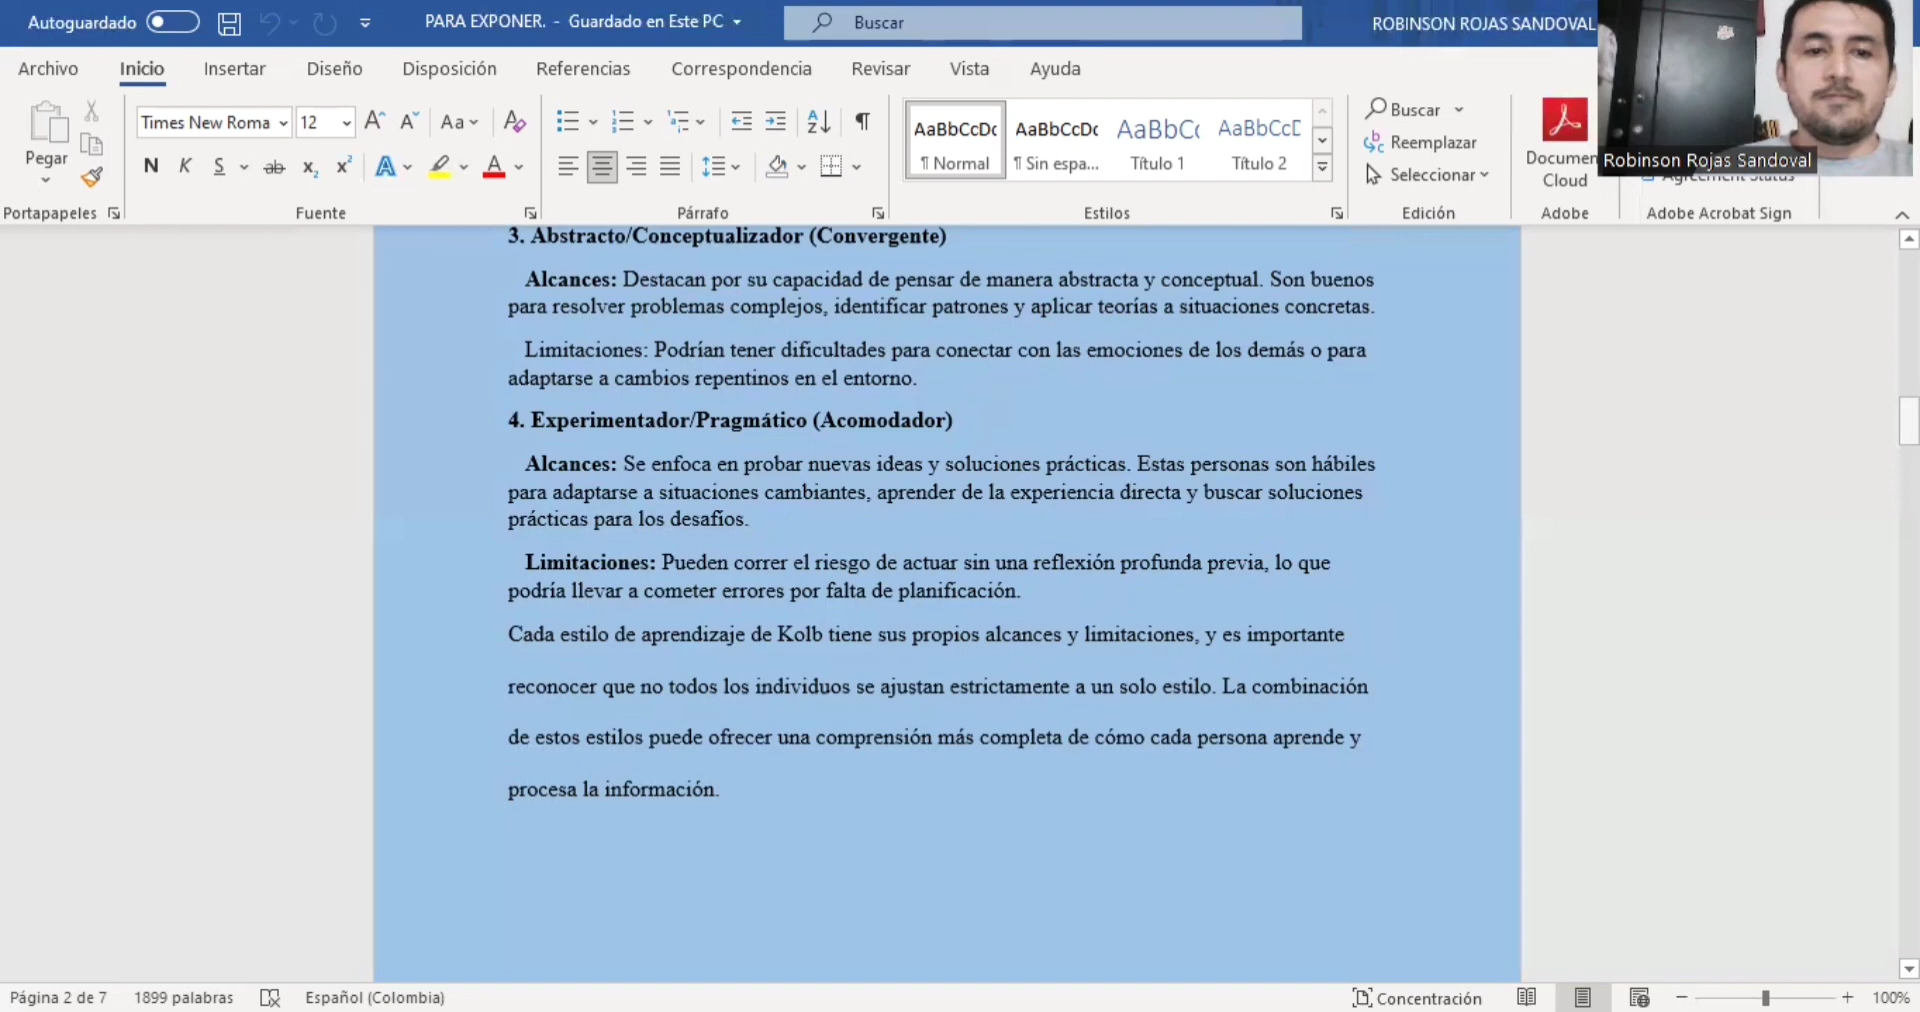 Autoguardado
PARA EXPONER. - Guardado en Este PC
Buscar
ROBINSON ROJAS SANDOVAL
Archivo Inicio Insertar Diseño Disposición Referencias Correspondencia Revisar Vista Ayuda
Pegar
Portapapeles
Times New Roma 12
Aa
N K S ab x₂ x² A A
Fuente
Párrafo
AaBbCcDc AaBbCcDc AaBbC( AaBbCcD
¶ Normal ¶ Sin espa... Título 1 Título 2
Estilos
Buscar
Reemplazar
Seleccionar
Edición
Documen
Cloud
Adobe
Agreement Status
Adobe Acrobat Sign
Robinson Rojas Sandoval
3. Abstracto/Conceptualizador (Convergente)
Alcances: Destacan por su capacidad de pensar de manera abstracta y conceptual. Son buenos
para resolver problemas complejos, identificar patrones y aplicar teorías a situaciones concretas.
Limitaciones: Podrían tener dificultades para conectar con las emociones de los demás o para
adaptarse a cambios repentinos en el entorno.
4. Experimentador/Pragmático (Acomodador)
Alcances: Se enfoca en probar nuevas ideas y soluciones prácticas. Estas personas son hábiles
para adaptarse a situaciones cambiantes, aprender de la experiencia directa y buscar soluciones
prácticas para los desafíos.
Limitaciones: Pueden correr el riesgo de actuar sin una reflexión profunda previa, lo que
podría llevar a cometer errores por falta de planificación.
Cada estilo de aprendizaje de Kolb tiene sus propios alcances y limitaciones, y es importante
reconocer que no todos los individuos se ajustan estrictamente a un solo estilo. La combinación
de estos estilos puede ofrecer una comprensión más completa de cómo cada persona aprende y
procesa la información.
Página 2 de 7 1899 palabras Español (Colombia)
Concentración
100%